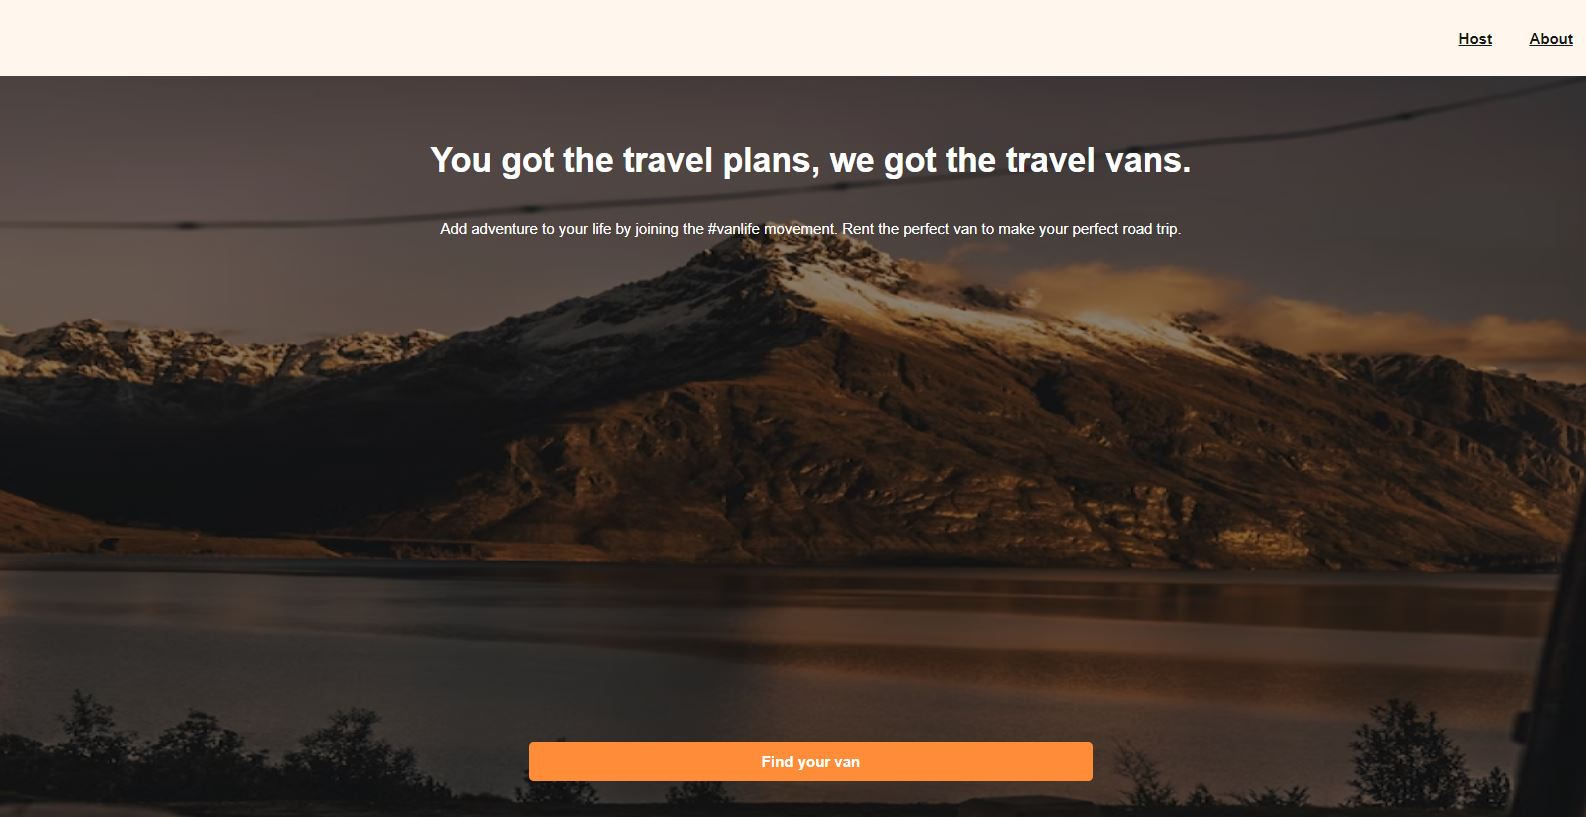 Host About
You got the travel plans, we got the travel vans.
Add adventure to your life by joining the #vanlife movement. Rent the perfect van to make your perfect road trip.
Find your van